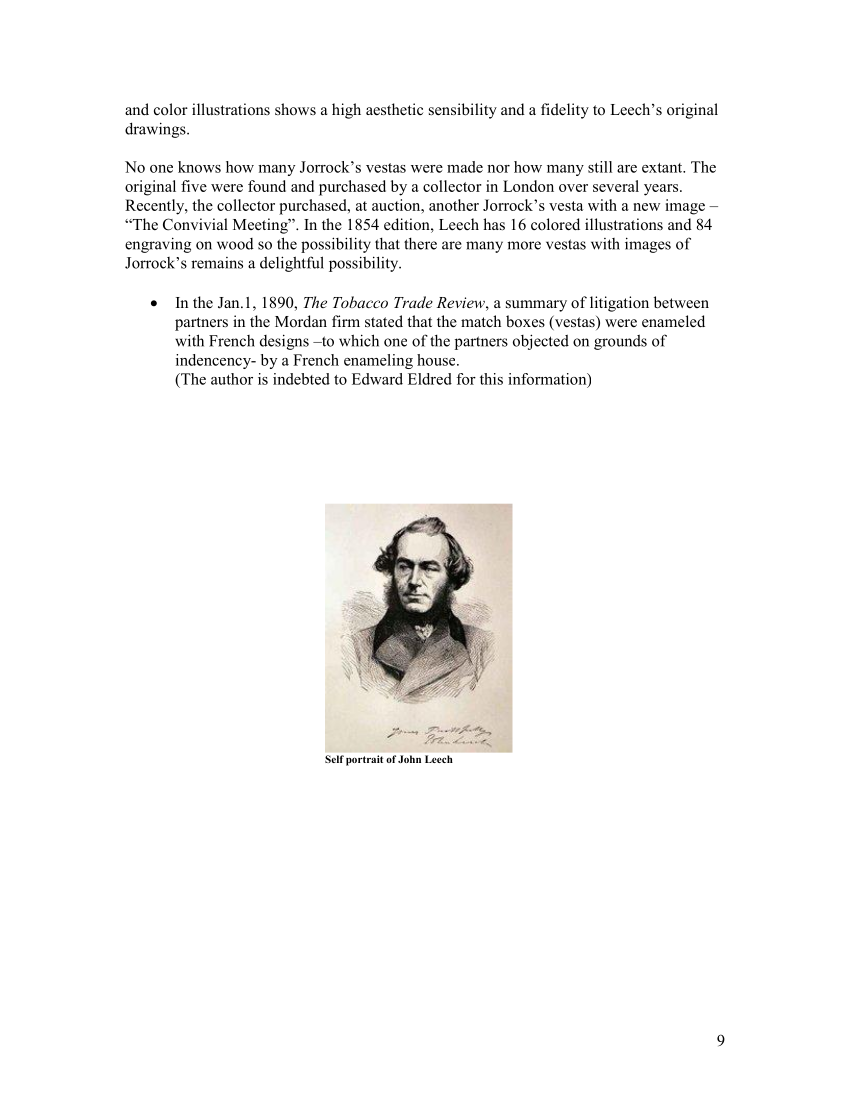 and color illustrations shows a high aesthetic sensibility and a fidelity to Leech’s original
drawings.
No one knows how many Jorrock’s vestas were made nor how many still are extant. The
original five were found and purchased by a collector in London over several years.
Recently, the collector purchased, at auction, another Jorrock’s vesta with a new image –
“The Convivial Meeting”. In the 1854 edition, Leech has 16 colored illustrations and 84
engraving on wood so the possibility that there are many more vestas with images of
Jorrock’s remains a delightful possibility.
• In the Jan.1, 1890, The Tobacco Trade Review, a summary of litigation between
partners in the Mordan firm stated that the match boxes (vestas) were enameled
with French designs –to which one of the partners objected on grounds of
indencency- by a French enameling house.
(The author is indebted to Edward Eldred for this information)
Yours Faithfully
John Leech
Self portrait of John Leech
9